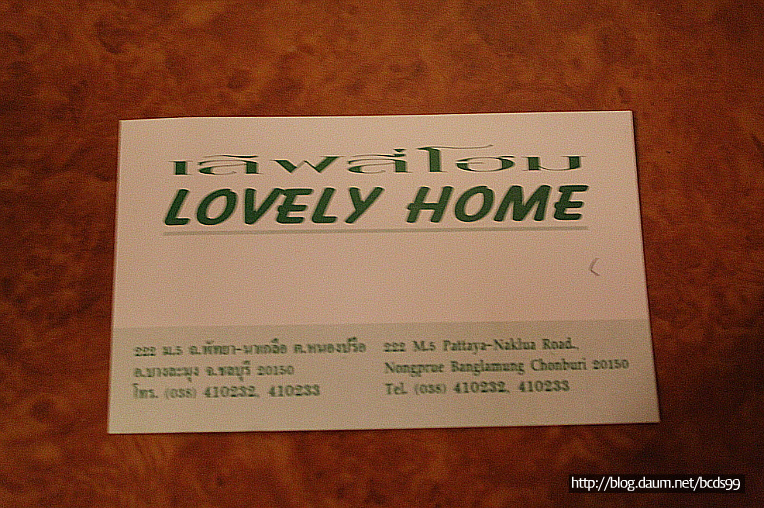 เลิฟลี่โฮม
LOVELY HOME
222 ม.5 ถ.พัทยา-นาเกลือ ต.หนองปรือ
อ.บางละมุง จ.ชลบุรี 20150
โทร. (038) 410232, 410233
222 M.5 Pattaya-Naklua Road.,
Nongprue Banglamung Chonburi 20150
Tel. (038) 410232, 410233
http://blog.daum.net/bcds99